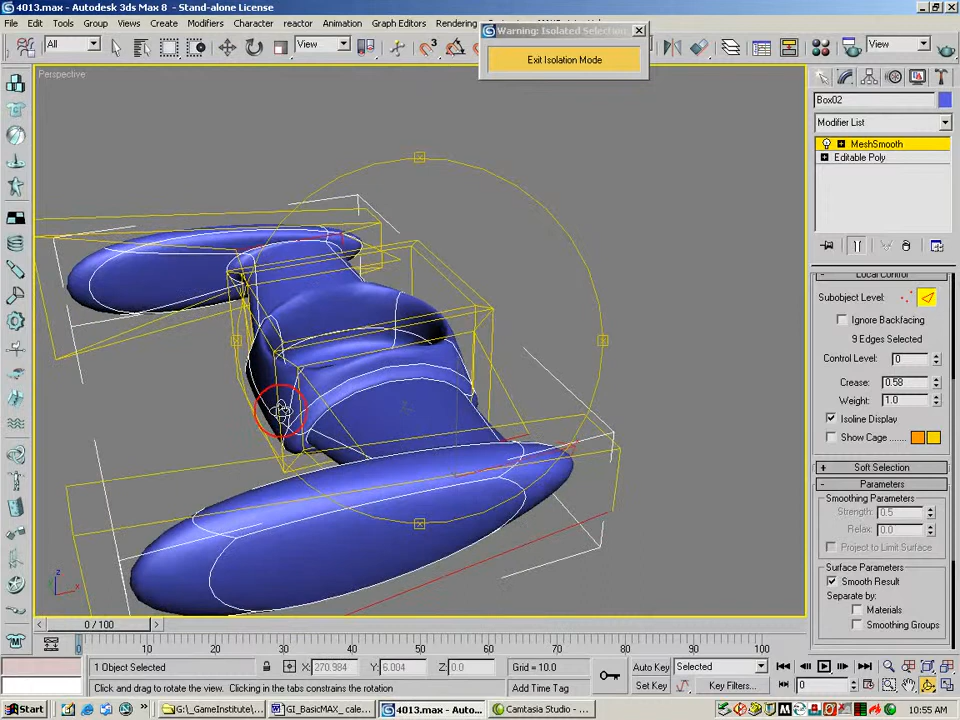 4013.max - Autodesk 3ds Max 8 - Stand-alone License
File Edit Tools Group Views Create Modifiers Character reactor Animation Graph Editors Rendering
Warning: Isolated Selection
Exit Isolation Mode
All
View
View
Perspective
Box02
Modifier List
MeshSmooth
Editable Poly
Local Control
Subobject Level:
Ignore Backfacing
9 Edges Selected
Control Level: 0
Crease: 0.58
Weight: 1.0
Isoline Display
Show Cage
Soft Selection
Parameters
Smoothing Parameters
Strength: 0.5
Relax: 0.0
Project to Limit Surface
Surface Parameters
Smooth Result
Separate by:
Materials
Smoothing Groups
z
x
0 / 100
0 10 20 30 40 50 60 70 80 90 100
1 Object Selected X: 270.984 Y: 6.004 Z: 0.0 Grid = 10.0 Auto Key Selected
Click and drag to rotate the view. Clicking in the tabs constrains the rotation Add Time Tag Set Key Key Filters... 0
Start G:\_GameInstitute\... GI_BasicMAX_ cale... 4013.max - Auto... Camtasia Studio - ... 10:55 AM